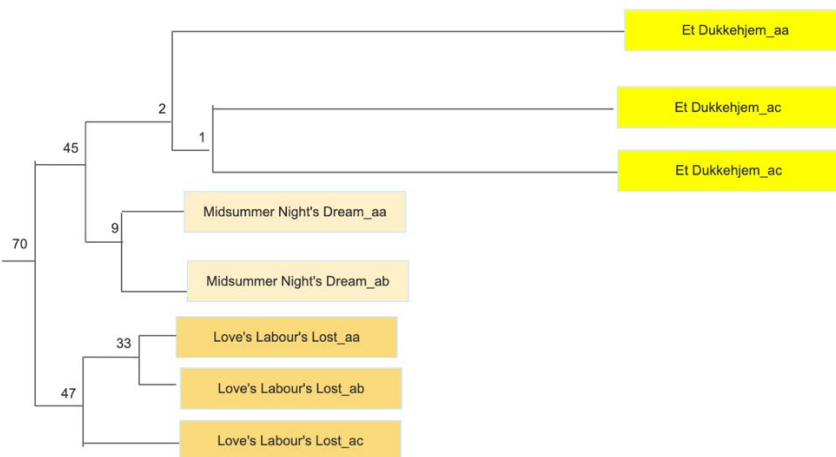 Et Dukkehjem_aa
2
Et Dukkehjem_ac
1
45
Et Dukkehjem_ac
Midsummer Night's Dream_aa
9
70
Midsummer Night's Dream_ab
Love's Labour's Lost_aa
33
Love's Labour's Lost_ab
47
Love's Labour's Lost_ac